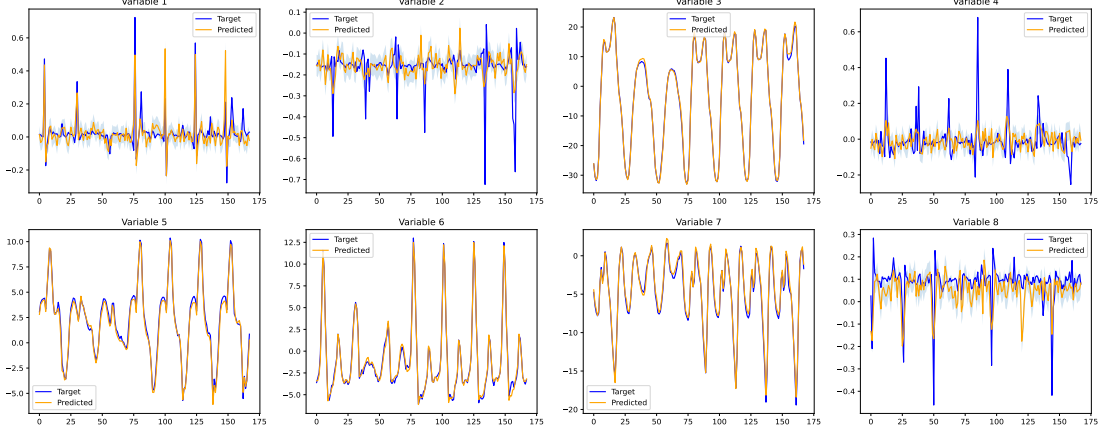 Variable 1
Variable 2
Variable 3
Variable 4
0.6
0.4
0.2
0.0
−0.2
Target
Predicted
0 25 50 75 100 125 150 175
0.1
−0.0
−0.1
−0.2
−0.3
−0.4
−0.5
−0.6
−0.7
Target
Predicted
0 25 50 75 100 125 150 175
20
10
0
−10
−20
−30
Target
Predicted
0 25 50 75 100 125 150 175
0.6
0.4
0.2
0.0
−0.2
Target
Predicted
0 25 50 75 100 125 150 175
Variable 5
Variable 6
Variable 7
Variable 8
10.0
7.5
5.0
2.5
0.0
−2.5
−5.0
Target
Predicted
0 25 50 75 100 125 150 175
12.5
10.0
7.5
5.0
2.5
0.0
−2.5
−5.0
Target
Predicted
0 25 50 75 100 125 150 175
0
−5
−10
−15
−20
Target
Predicted
0 25 50 75 100 125 150 175
0.3
0.2
0.1
0.0
−0.1
−0.2
−0.3
−0.4
Target
Predicted
0 25 50 75 100 125 150 175